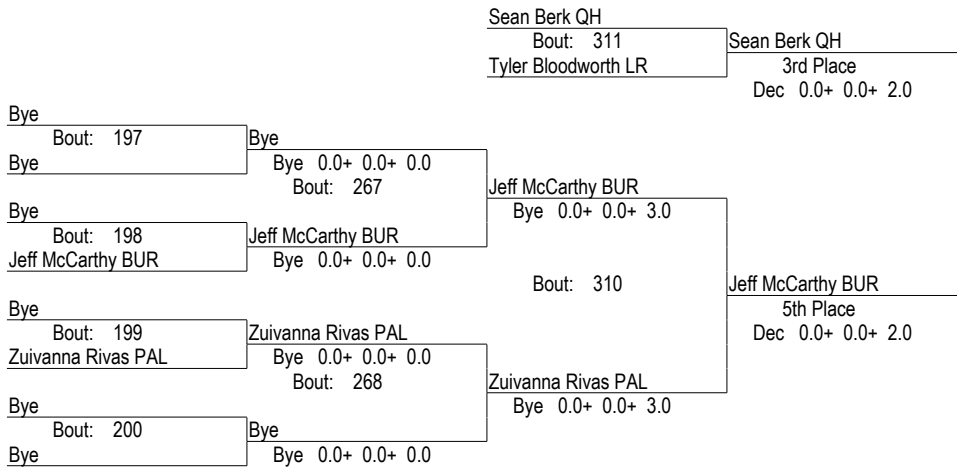 Sean Berk QH
Bout: 311
Sean Berk QH
Tyler Bloodworth LR
3rd Place
Dec 0.0+ 0.0+ 2.0
Bye
Bout: 197
Bye
Bye
Bye 0.0+ 0.0+ 0.0
Bout: 267
Jeff McCarthy BUR
Bye
Bye 0.0+ 0.0+ 3.0
Bout: 198
Jeff McCarthy BUR
Jeff McCarthy BUR
Bye 0.0+ 0.0+ 0.0
Bout: 310
Jeff McCarthy BUR
Bye
5th Place
Bout: 199
Zuivanna Rivas PAL
Dec 0.0+ 0.0+ 2.0
Zuivanna Rivas PAL
Bye 0.0+ 0.0+ 0.0
Bout: 268
Zuivanna Rivas PAL
Bye
Bye 0.0+ 0.0+ 3.0
Bout: 200
Bye
Bye
Bye 0.0+ 0.0+ 0.0